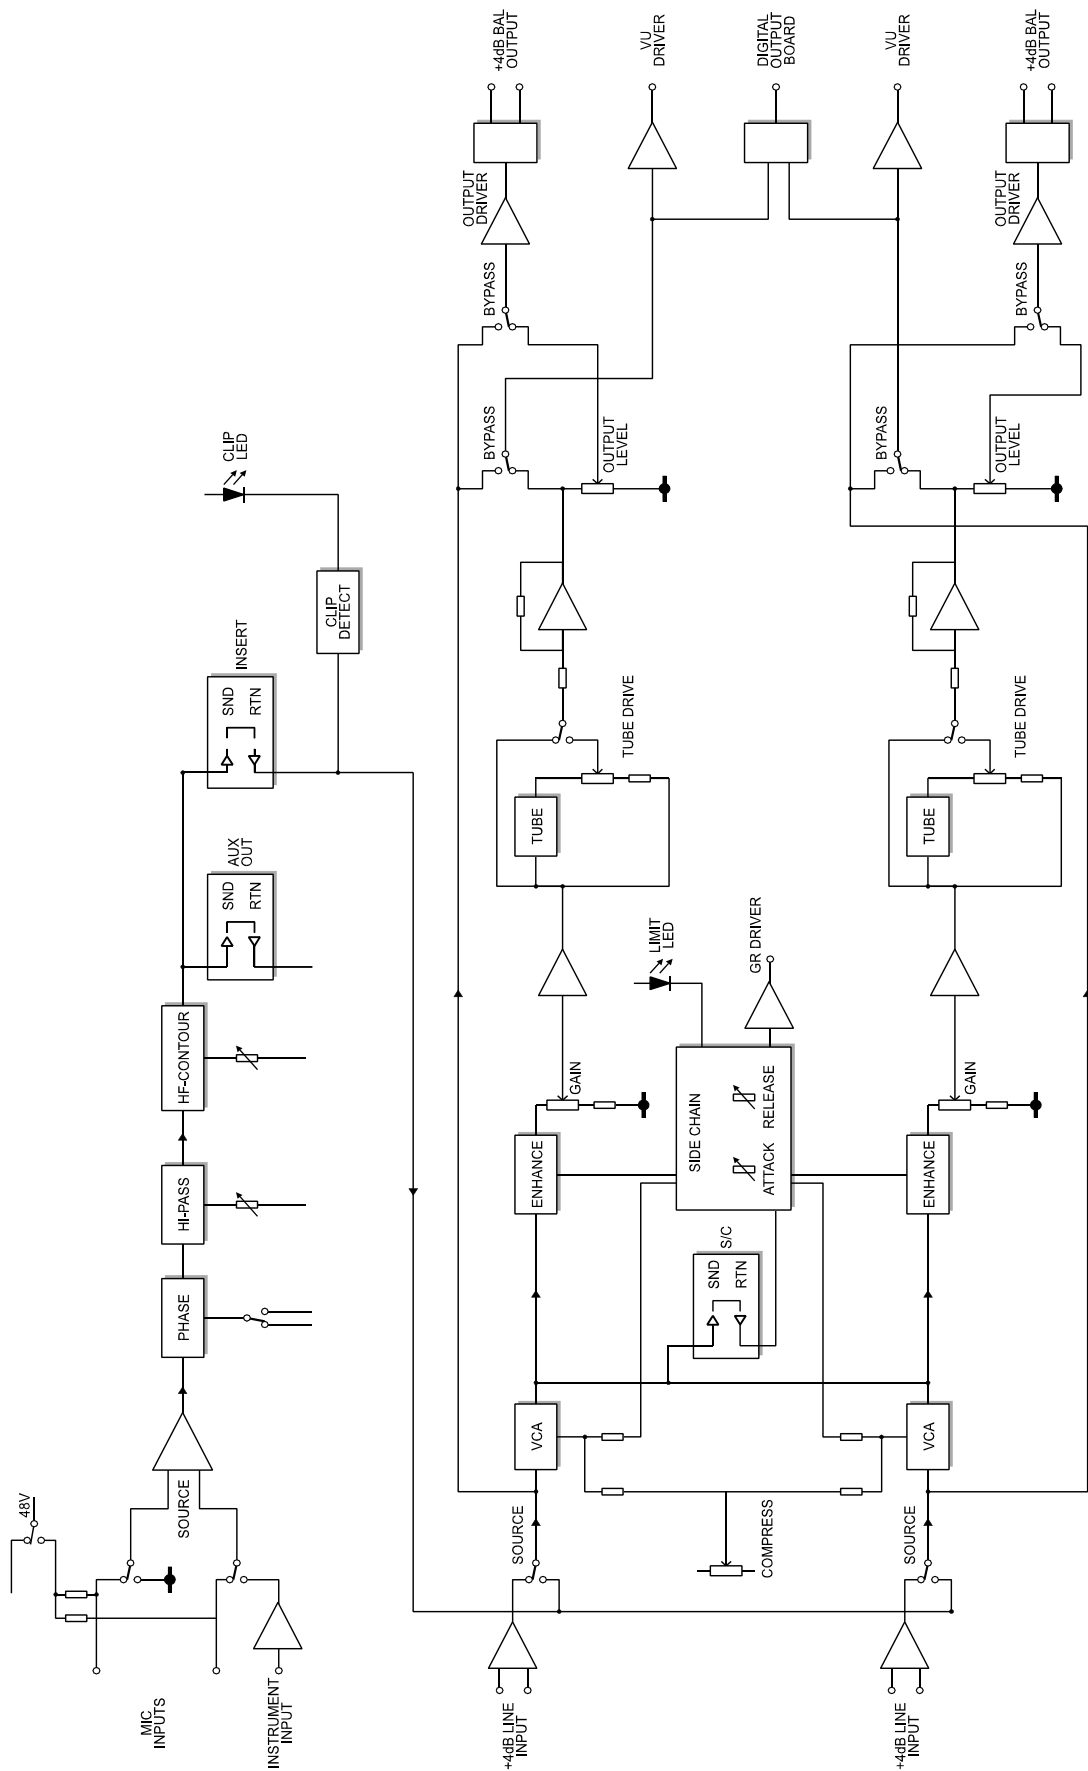 48V
MIC
INPUTS
INSTRUMENT
INPUT
SOURCE
PHASE
HI-PASS
HF-CONTOUR
AUX
OUT
SND
RTN
INSERT
SND
RTN
CLIP
DETECT
CLIP
LED
+4dB LINE
INPUT
SOURCE
VCA
ENHANCE
GAIN
TUBE
TUBE DRIVE
OUTPUT
LEVEL
BYPASS
BYPASS
OUTPUT
DRIVER
+4dB BAL
OUTPUT
VU
DRIVER
COMPRESS
S/C
SND
RTN
SIDE CHAIN
ATTACK
RELEASE
LIMIT
LED
GR DRIVER
DIGITAL
OUTPUT
BOARD
+4dB LINE
INPUT
SOURCE
VCA
ENHANCE
GAIN
TUBE
TUBE DRIVE
OUTPUT
LEVEL
BYPASS
BYPASS
OUTPUT
DRIVER
VU
DRIVER
+4dB BAL
OUTPUT